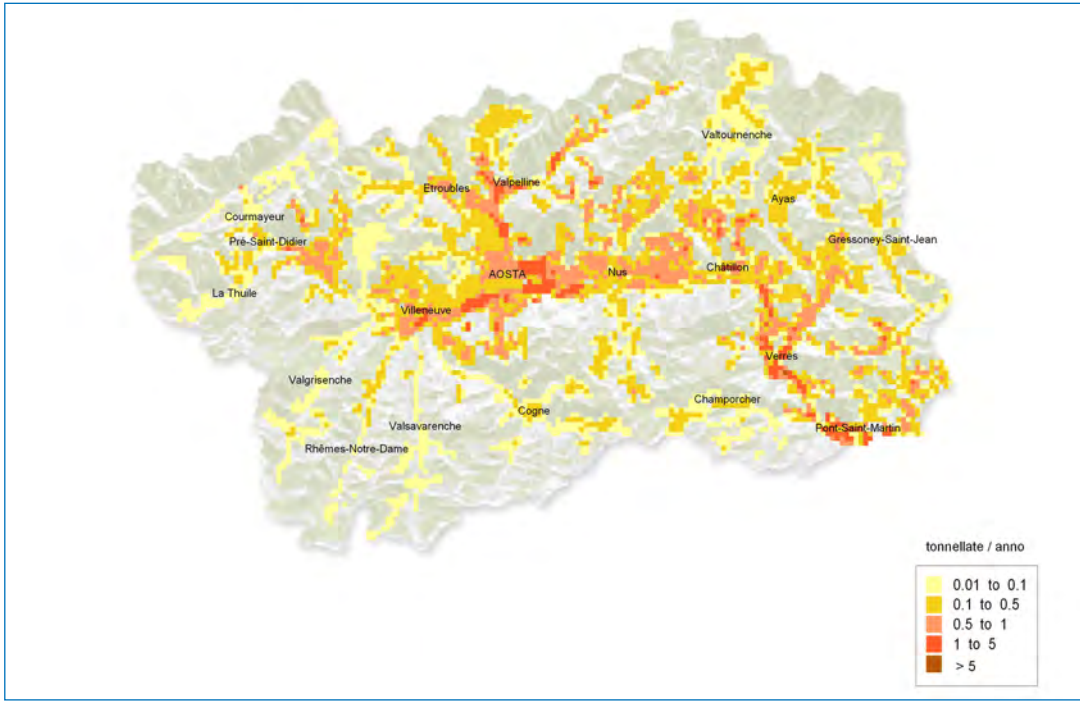 Valtournenche
Valpelline
Etroubles
Ayas
Courmayeur
Pré-Saint-Didier
Gressoney-Saint-Jean
AOSTA
Nus
Châtillon
La Thuile
Villeneuve
Verres
Valgrisenche
Champorcher
Cogne
Valsavarenche
Pont-Saint-Martin
Rhêmes-Notre-Dame
tonnellate / anno
0.01 to 0.1
0.1 to 0.5
0.5 to 1
1 to 5
> 5